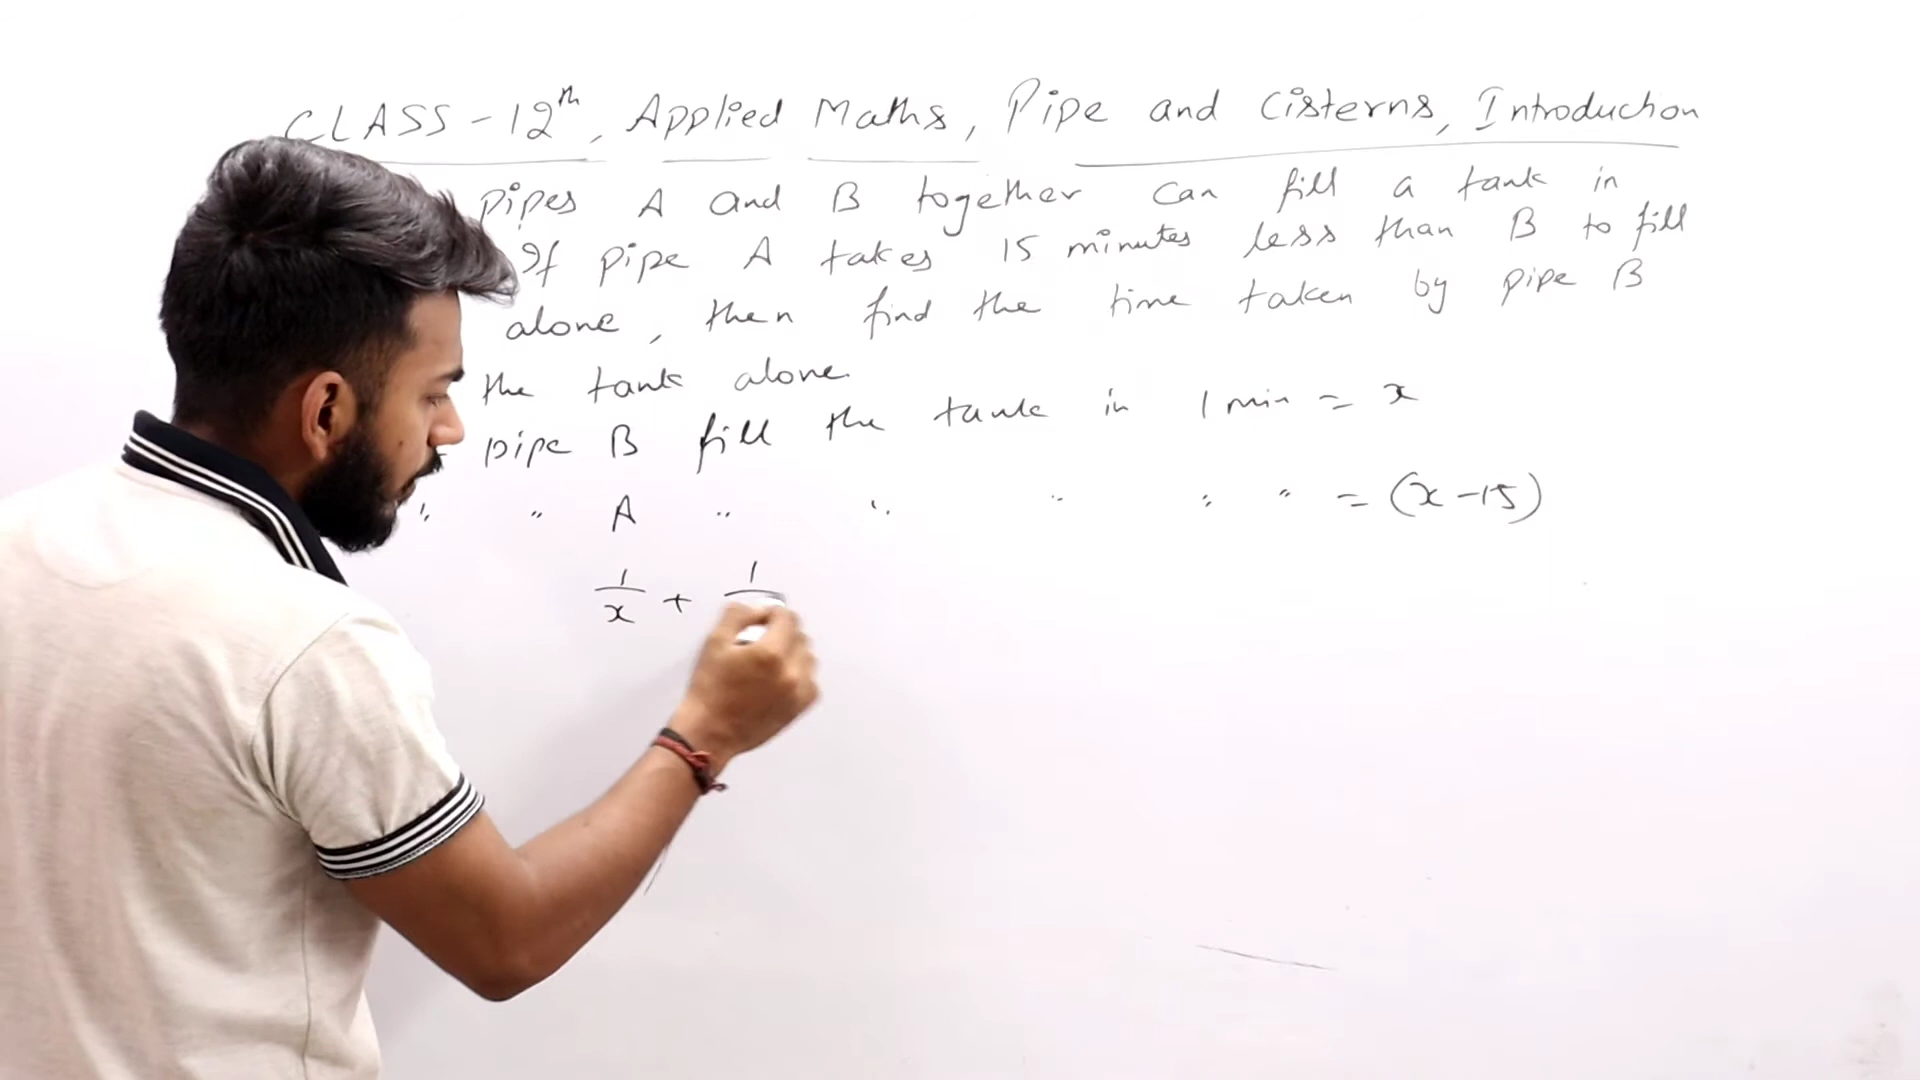 CLASS-12th, Applied Maths, Pipe and Cisterns, Introduction
pipes A and B together can fill a tank in
If pipe A takes 15 minutes less than B to fill
alone, then find the time taken by pipe B
the tank alone.
pipe B fill the tank in 1 min = x
" " A " " " " " = (x-15)
1/x + 1